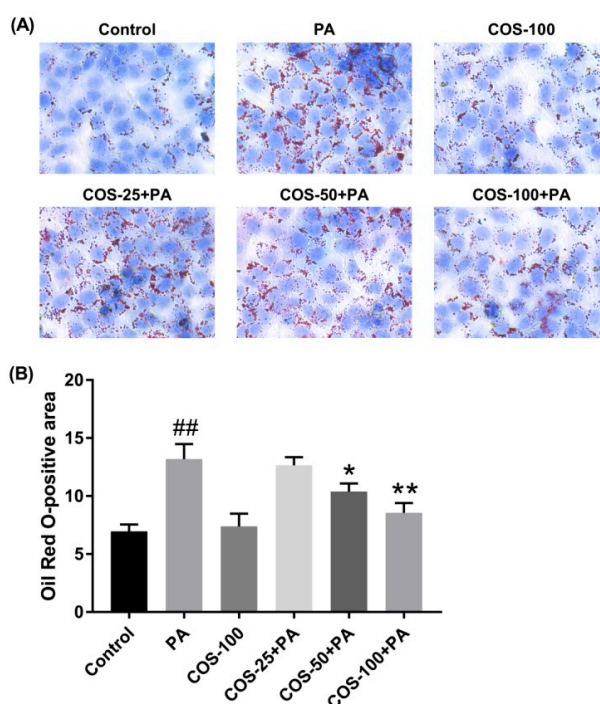 (A)
Control PA COS-100
COS-25+PA COS-50+PA COS-100+PA
(B)
Oil Red O-positive area
20
15
10
5
0
##
*
**
Control PA COS-100 COS-25+PA COS-50+PA COS-100+PA